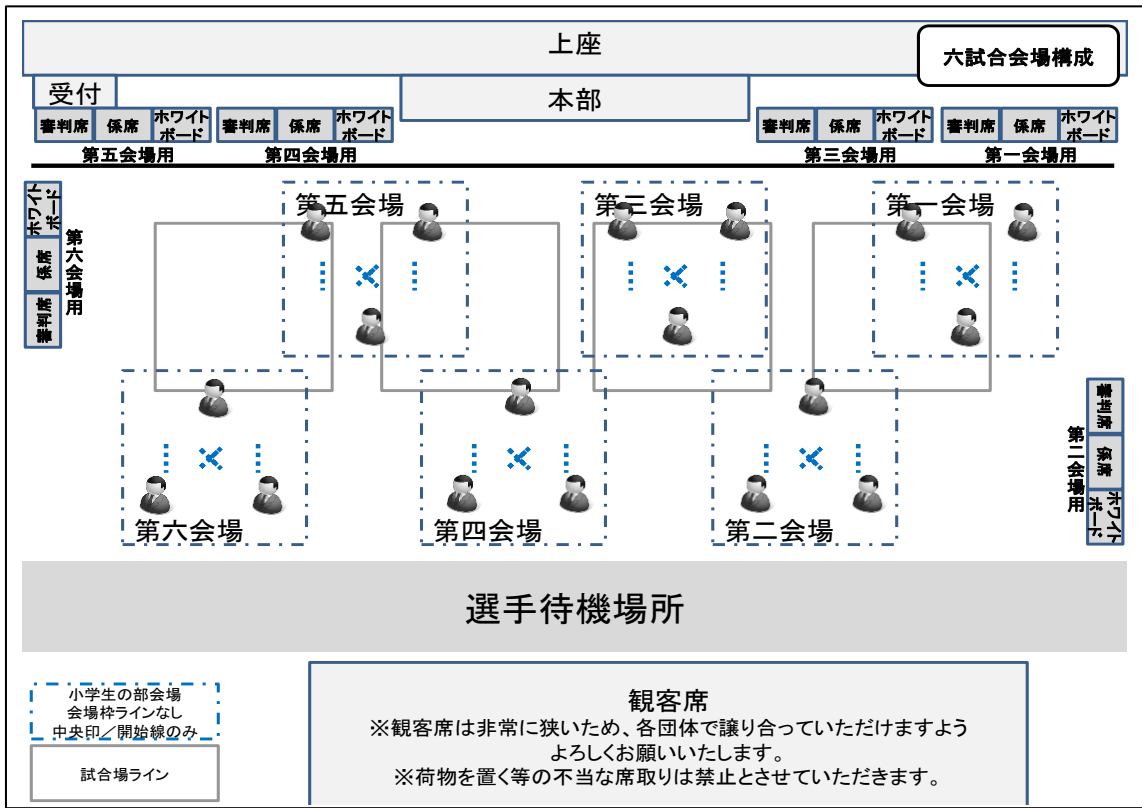 上座
六試合会場構成
受付
本部
審判席 係席 ホワイト
ボード
第五会場用
審判席 係席 ホワイト
ボード
第四会場用
審判席 係席 ホワイト
ボード
第三会場用
審判席 係席 ホワイト
ボード
第一会場用
ホワイト
ボード
係席
審判席
第六会場用
第五会場
第三会場
第一会場
審判席
係席
ホワイト
ボード
第二会場用
第六会場
第四会場
第二会場
選手待機場所
小学生の部会場
会場枠ラインなし
中央印／開始線のみ
試合場ライン
観客席
※観客席は非常に狭いため、各団体で譲り合っていただけますよう
よろしくお願いいたします。
※荷物を置く等の不当な席取りは禁止とさせていただきます。